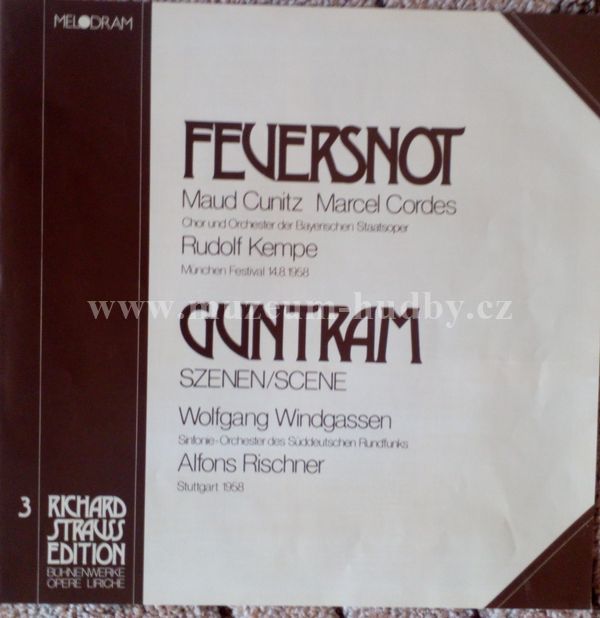 MELODRAM
FEUERSNOT
Maud Cunitz Marcel Cordes
Chor und Orchester der Bayerischen Staatsoper
Rudolf Kempe
München Festival 14.8.1958
www.muzeum-hudby.cz
GUNTRAM
SZENEN/SCENE
Wolfgang Windgassen
Sinfonie-Orchester des Süddeutschen Rundfunks
Alfons Rischner
Stuttgart 1958
3
RICHARD
STRAUSS
EDITION
BÜHNENWERKE
OPERE LIRICHE